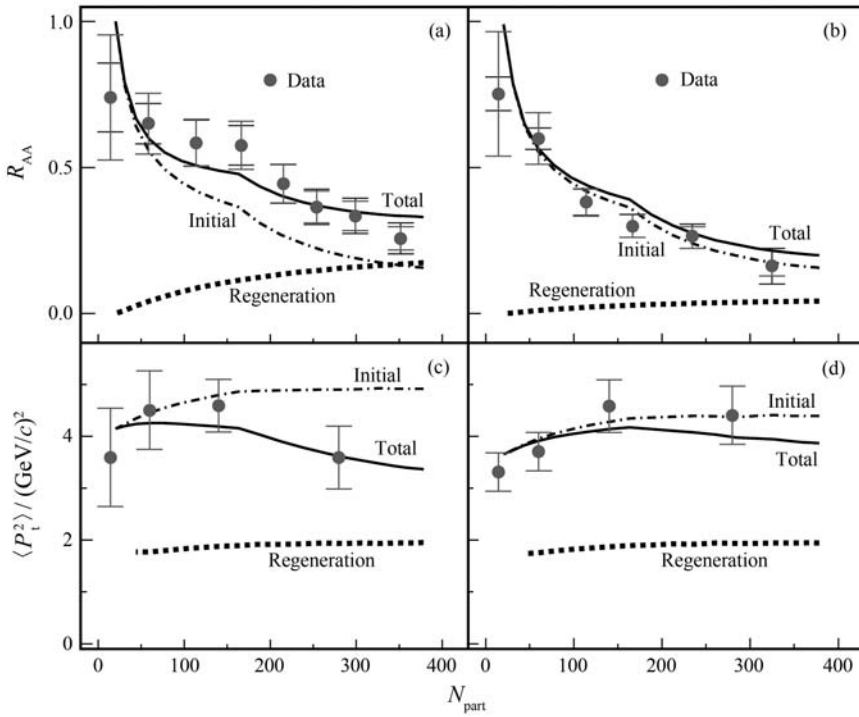 (a)
(b)
1.0
0.5
0.0
R_AA
Data
Data
Total
Initial
Regeneration
Total
Initial
Regeneration
(c)
(d)
4
2
0
⟨P_t^2⟩ / (GeV/c)^2
Initial
Total
Regeneration
Initial
Total
Regeneration
0 100 200 300 400
0 100 200 300 400
N_part